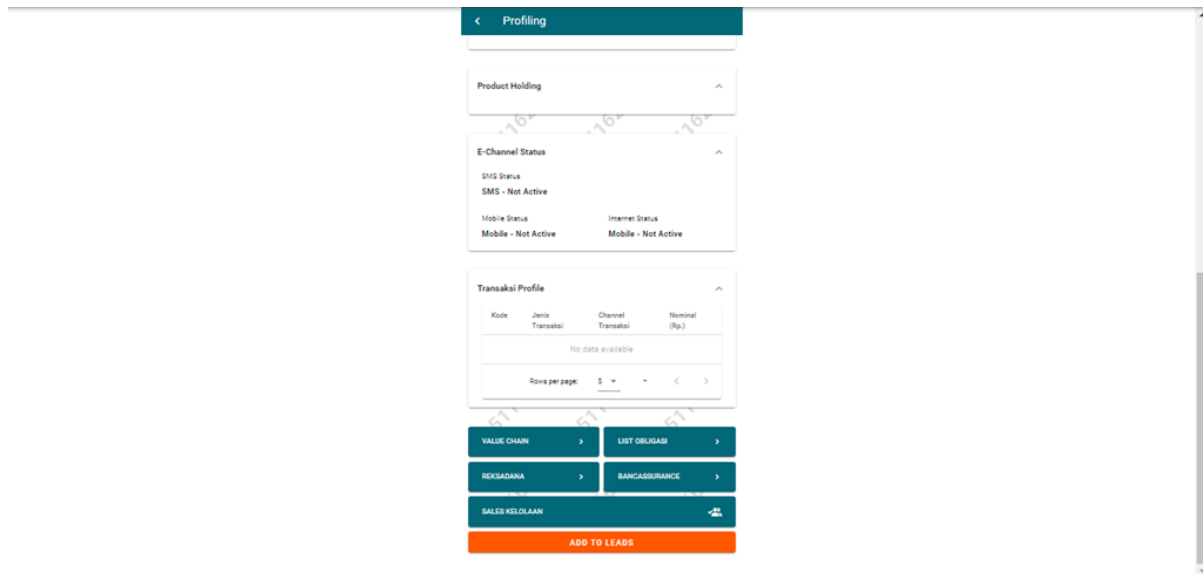 Profiling
Product Holding
E-Channel Status
SMS Status
SMS - Not Active
Mobile Status Internet Status
Mobile - Not Active Mobile - Not Active
Transaksi Profile
Kode Jenis Transaksi Channel Transaksi Nominal (Rp.)
No data available
Rows per page: 5 -
VALUE CHAIN LIST OBLIGASI
REKSADANA BANCASSURANCE
SALES KELOLAAN
ADD TO LEADS